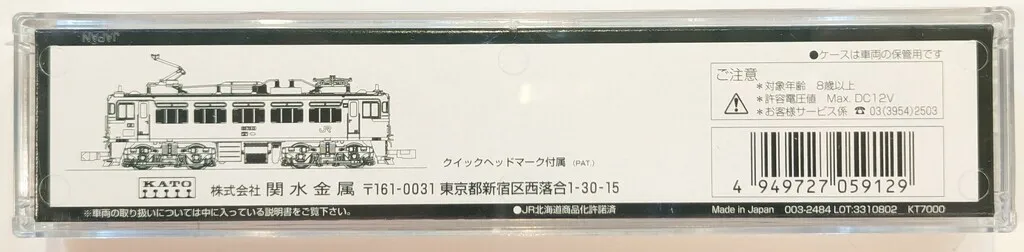 JAPAN
●ケースは車両の保管用です
ご注意
＊対象年齢　8歳以上
＊許容電圧値　Max. DC12V
＊お客様サービス係　☎ 03(3954)2503
JR
クイックヘッドマーク付属 (PAT.)
KATO
株式会社 関水金属 〒161-0031 東京都新宿区西落合1-30-15
4 949727 059129
※車両の取り扱いについては中に入っている説明書をご覧下さい。
●JR北海道商品化許諾済
Made in Japan 003-2484 LOT:3310802 KT7000